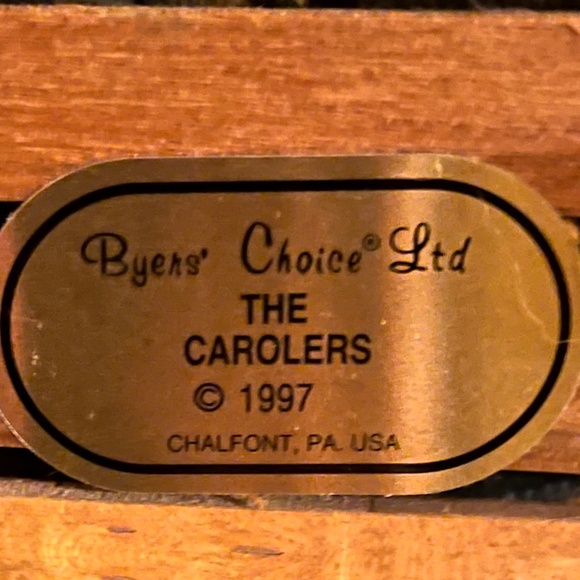 Byers' Choice® Ltd
THE
CAROLERS
© 1997
CHALFONT, PA. USA